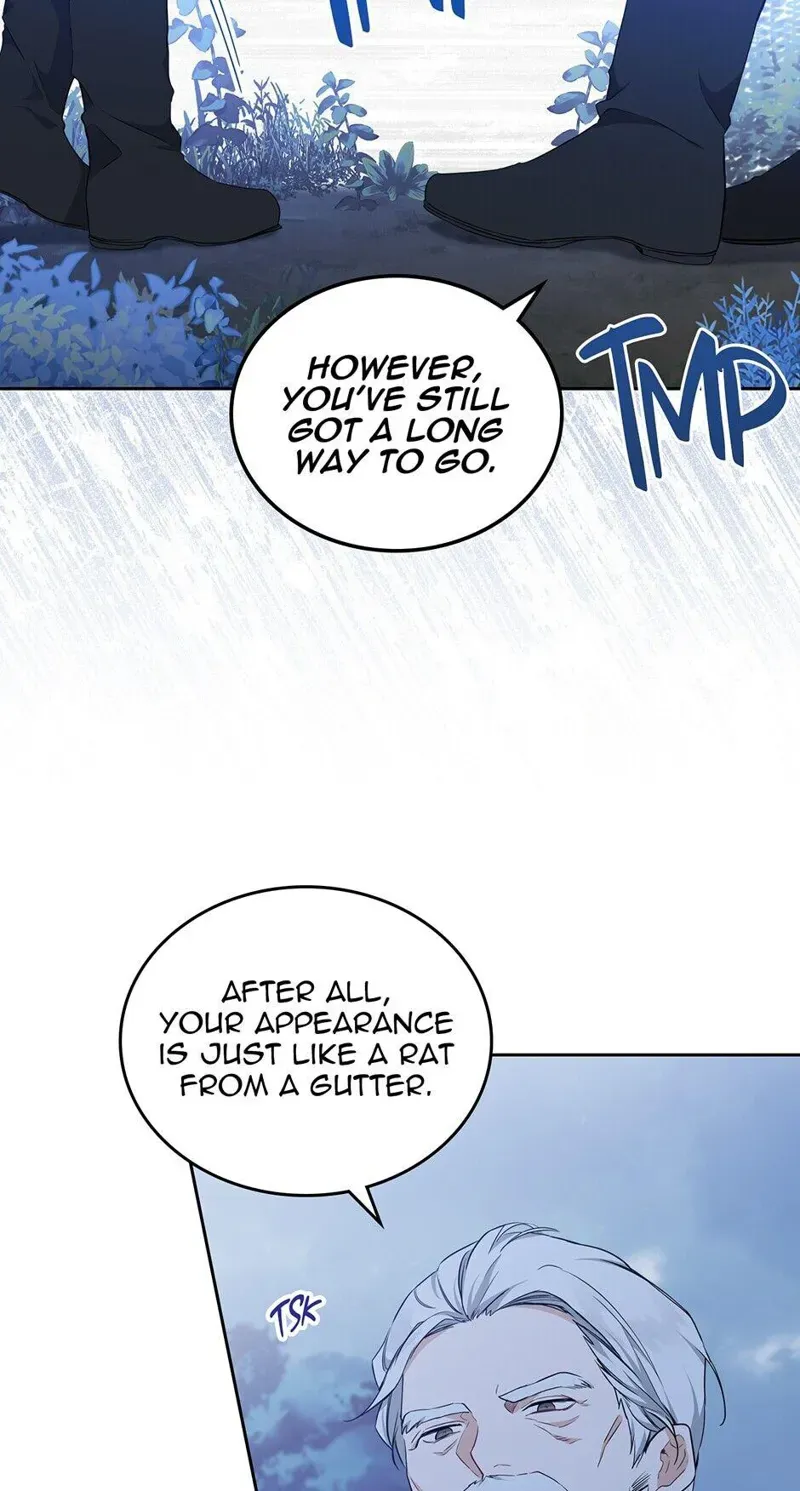 HOWEVER,
YOU'VE STILL
GOT A LONG
WAY TO GO.
TMP
AFTER ALL,
YOUR APPEARANCE
IS JUST LIKE A RAT
FROM A GUTTER.
TSK